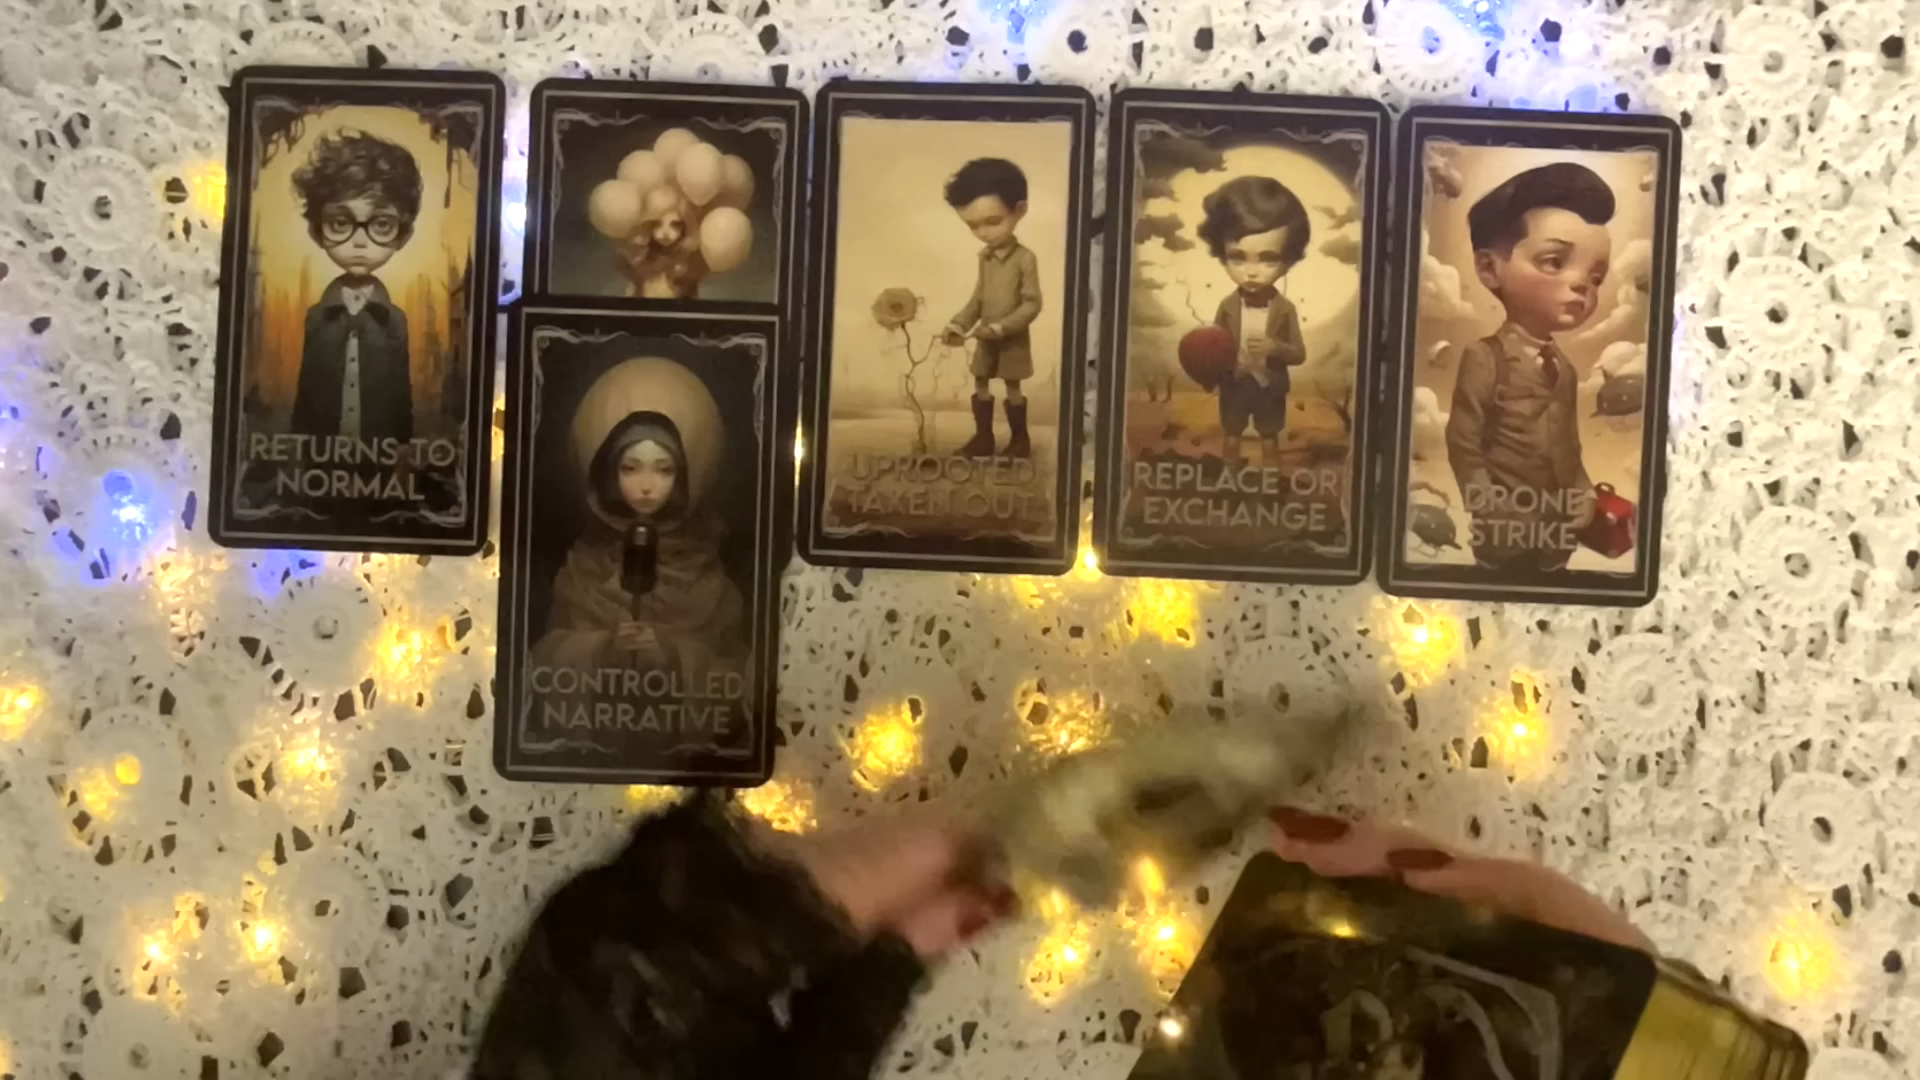 RETURNS TO
NORMAL
CONTROLLED
NARRATIVE
UPROOTED
TAKEN OUT
REPLACE OR
EXCHANGE
DRONE
STRIKE